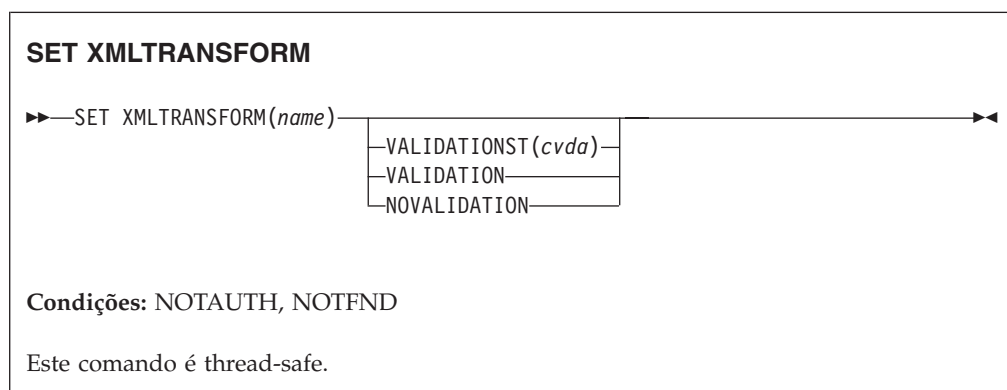 SET XMLTRANSFORM
SET XMLTRANSFORM(name)
VALIDATIONST(cvda)
VALIDATION
NOVALIDATION
Condições: NOTAUTH, NOTFND
Este comando é thread-safe.